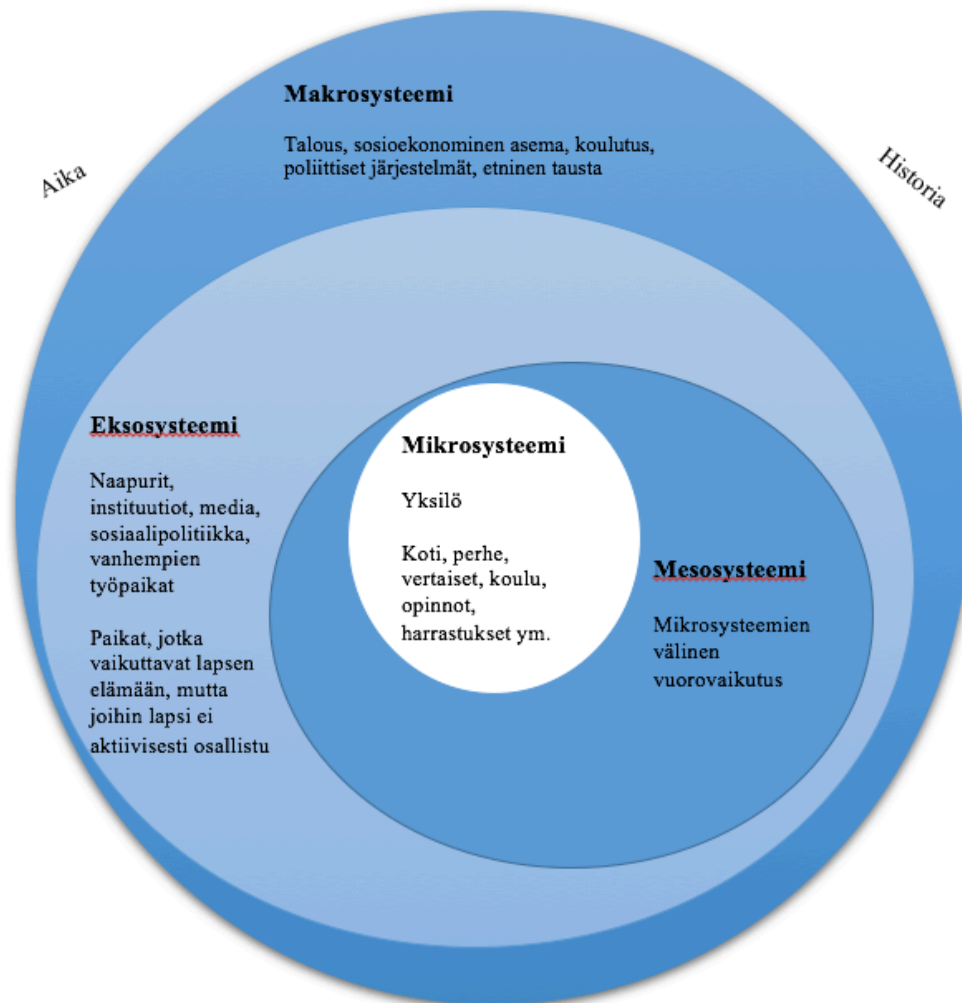 Makrosysteemi
Talous, sosioekonominen asema, koulutus,
poliittiset järjestelmät, etninen tausta
Aika
Historia
Eksosysteemi
Naapurit,
instituutiot, media,
sosiaalipolitiikka,
vanhempien
työpaikat
Paikat, jotka
vaikuttavat lapsen
elämään, mutta
joihin lapsi ei
aktiivisesti osallistu
Mikrosysteemi
Yksilö
Koti, perhe,
vertaiset, koulu,
opinnot,
harrastukset ym.
Mesosysteemi
Mikrosysteemien
välinen
vuorovaikutus